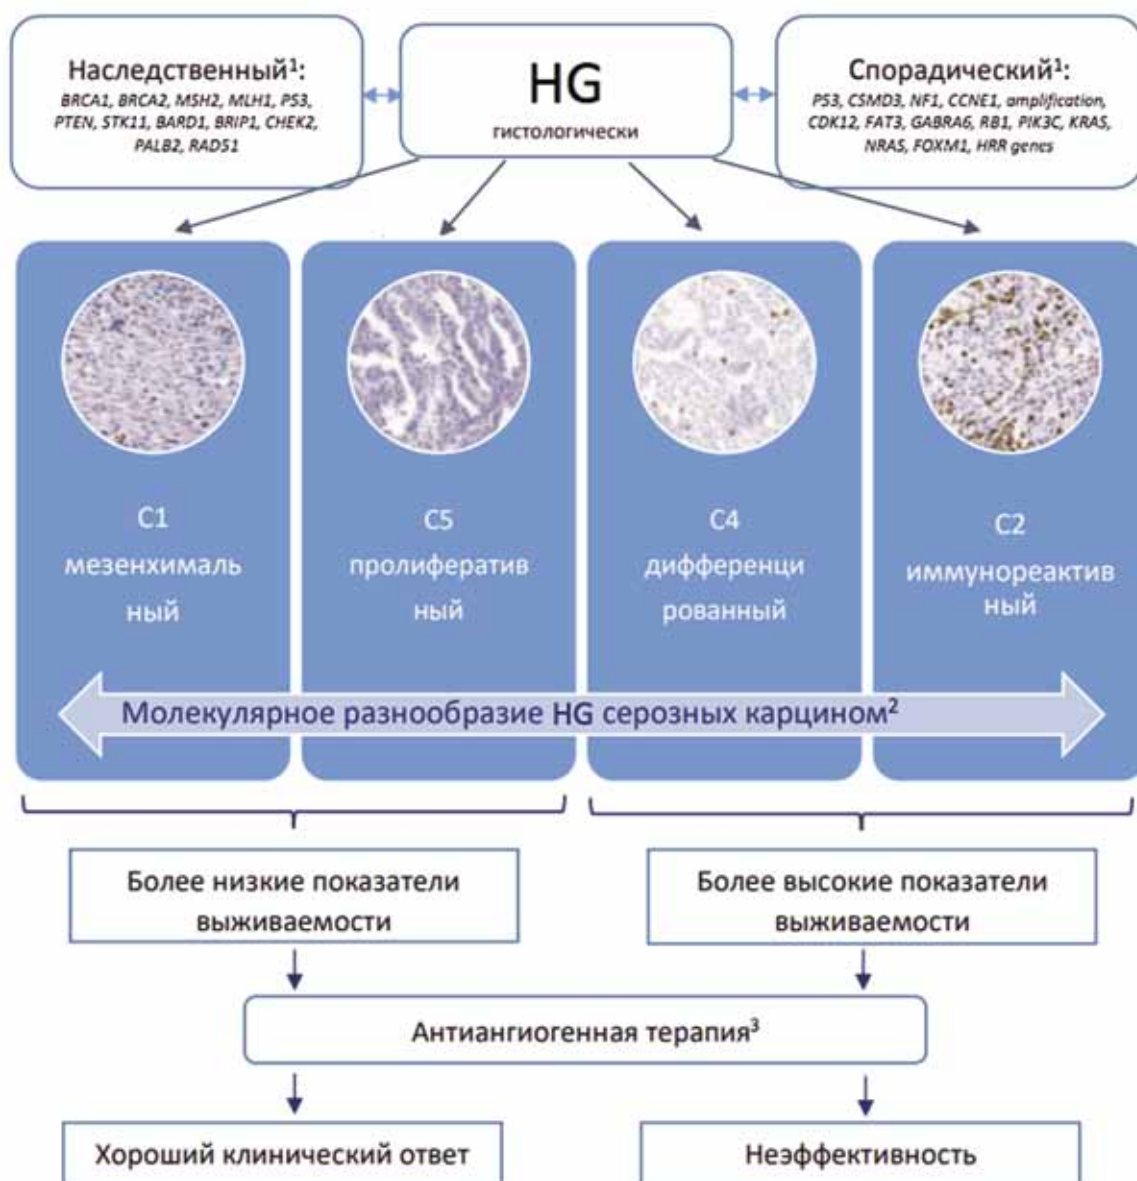 Наследственный¹:
BRCA1, BRCA2, MSH2, MLH1, PS3,
PTEN, STK11, BARD1, BRIP1, CHEK2,
PALB2, RAD51
HG
гистологически
Спорадический¹:
PS3, CSMD3, NF1, CCNE1, amplification,
CDK12, FAT3, GABRA6, RB1, PIK3C, KRAS,
NRAS, FOXM1, HRR genes
C1
мезенхималь
ный
C5
пролифератив
ный
C4
дифференци
рованный
C2
иммунореактив
ный
Молекулярное разнообразие HG серозных карцином²
Более низкие показатели
выживаемости
Более высокие показатели
выживаемости
Антиангиогенная терапия³
Хороший клинический ответ
Неэффективность